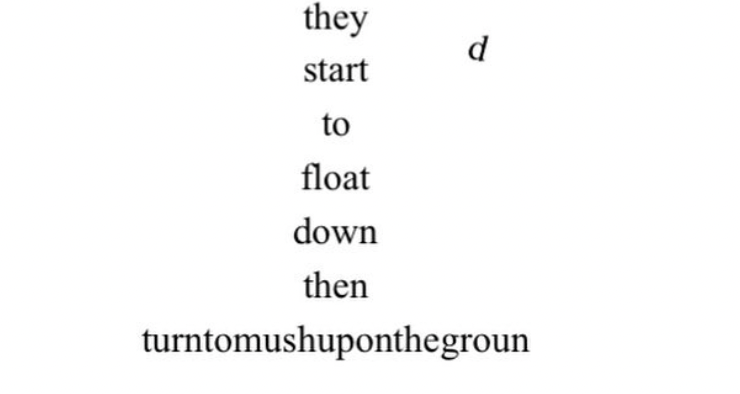 they
d
start
to
float
down
then
turntomushuponthegroun